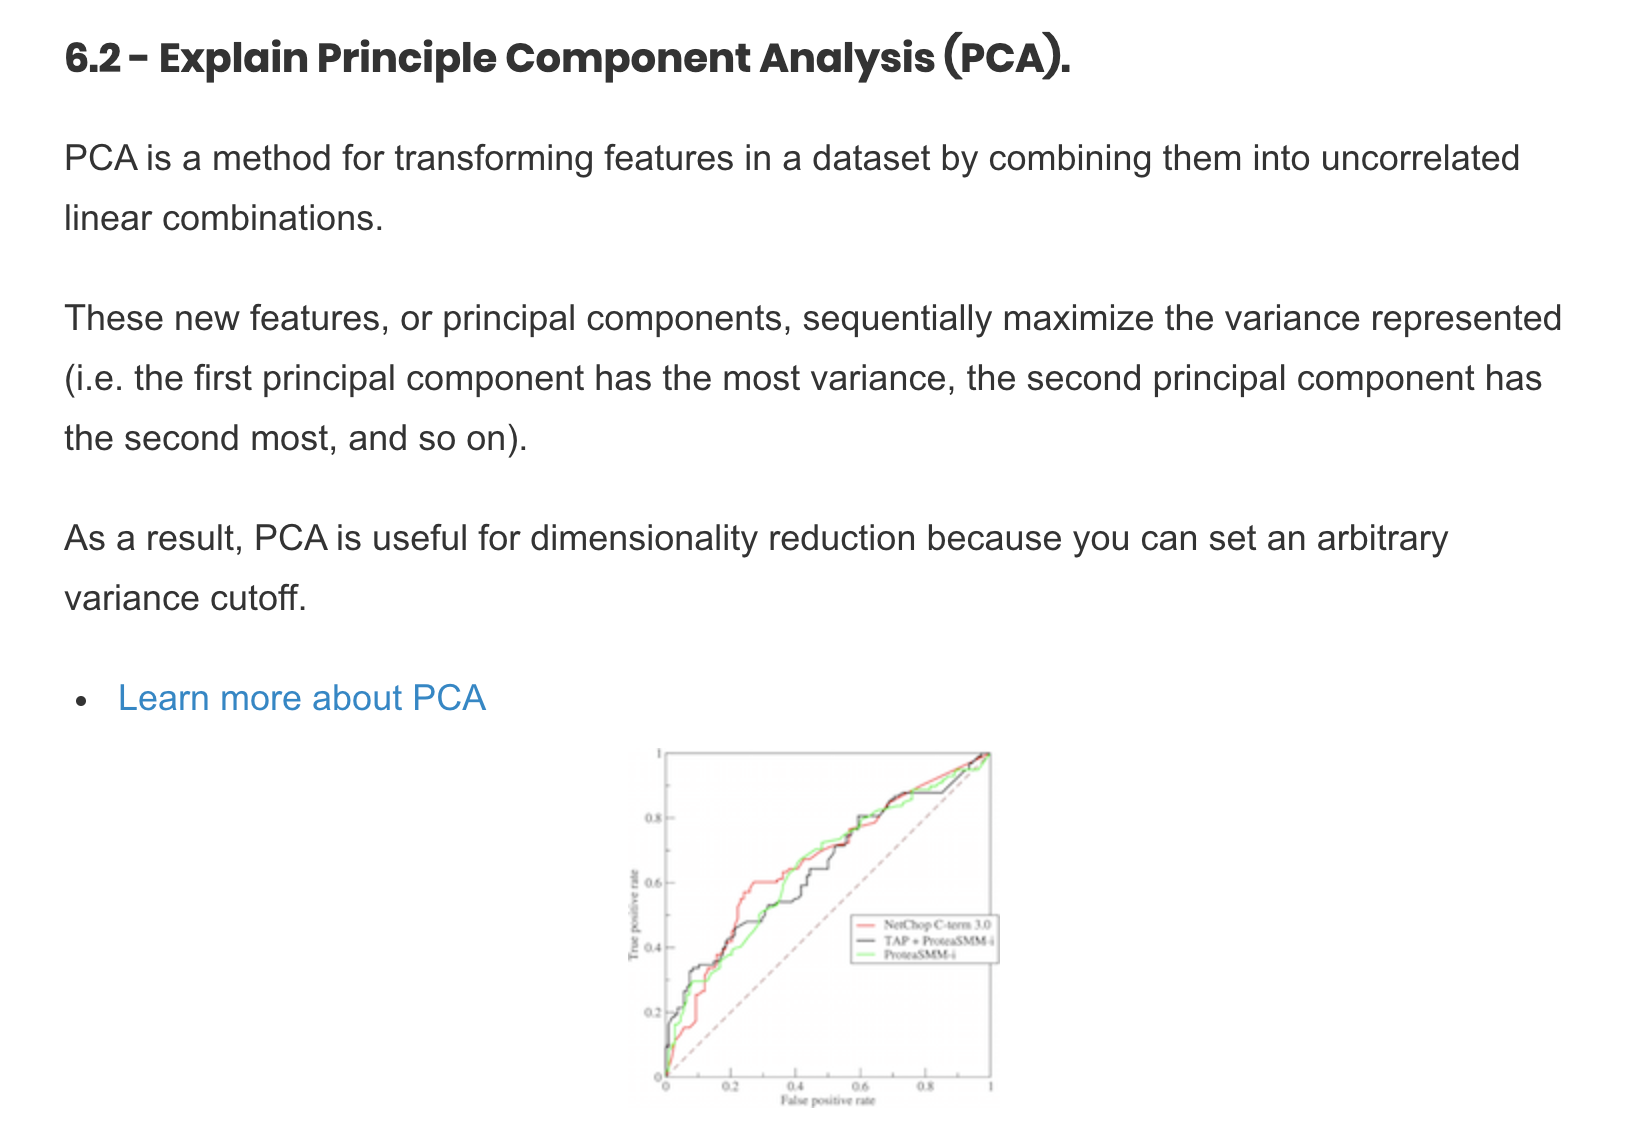 6.2 – Explain Principle Component Analysis (PCA).
PCA is a method for transforming features in a dataset by combining them into uncorrelated
linear combinations.
These new features, or principal components, sequentially maximize the variance represented
(i.e. the first principal component has the most variance, the second principal component has
the second most, and so on).
As a result, PCA is useful for dimensionality reduction because you can set an arbitrary
variance cutoff.
• Learn more about PCA
1
0.8
0.6
0.4
0.2
0
True positive rate
NetChop C-term 3.0
TAP + ProteaSMM-i
ProteaSMM-i
0 0.2 0.4 0.6 0.8 1
False positive rate